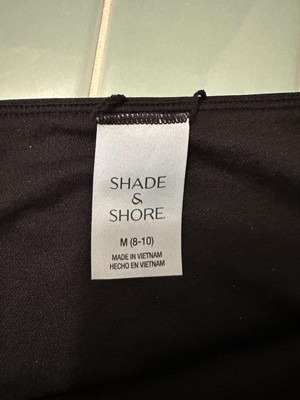 SHADE
&
SHORE.
M (8-10)
MADE IN VIETNAM
HECHO EN VIETNAM